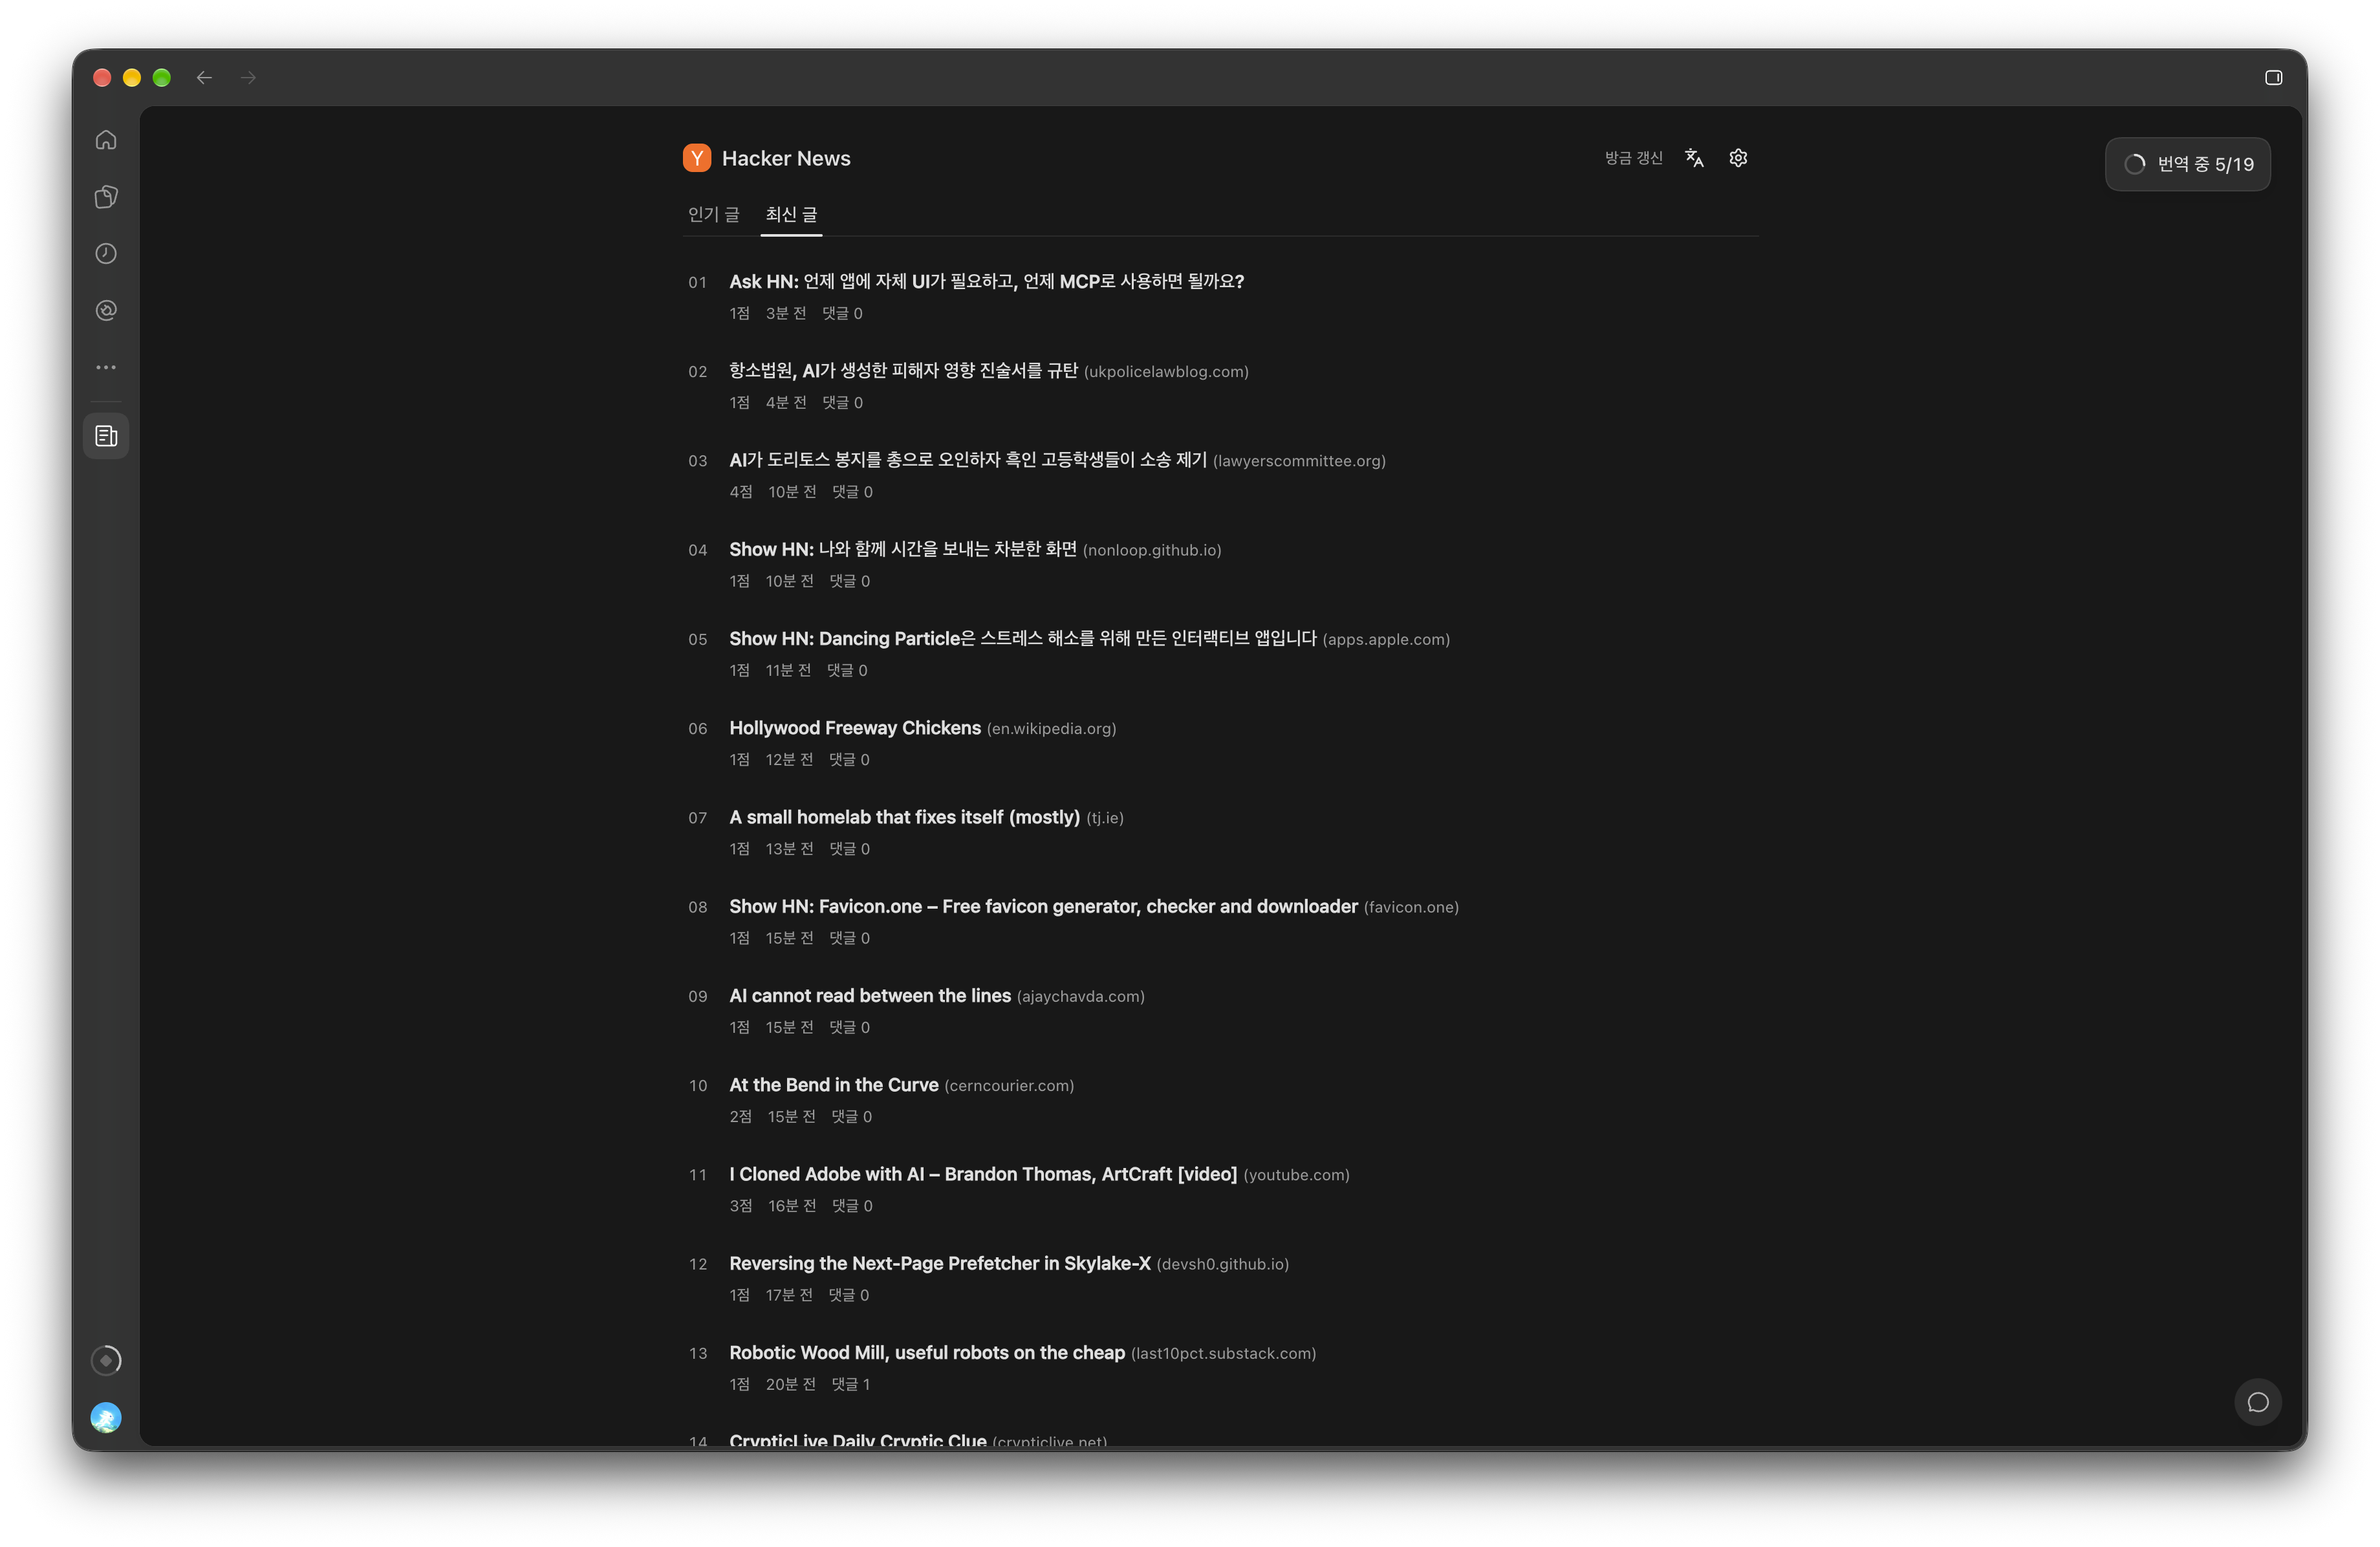 Y Hacker News 방금 갱신
번역 중 5/19
인기 글 최신 글
01 Ask HN: 언제 앱에 자체 UI가 필요하고, 언제 MCP로 사용하면 될까요?
1점 3분 전 댓글 0
02 항소법원, AI가 생성한 피해자 영향 진술서를 규탄 (ukpolicelawblog.com)
1점 4분 전 댓글 0
03 AI가 도리토스 봉지를 총으로 오인하자 흑인 고등학생들이 소송 제기 (lawyerscommittee.org)
4점 10분 전 댓글 0
04 Show HN: 나와 함께 시간을 보내는 차분한 화면 (nonloop.github.io)
1점 10분 전 댓글 0
05 Show HN: Dancing Particle은 스트레스 해소를 위해 만든 인터랙티브 앱입니다 (apps.apple.com)
1점 11분 전 댓글 0
06 Hollywood Freeway Chickens (en.wikipedia.org)
1점 12분 전 댓글 0
07 A small homelab that fixes itself (mostly) (tj.ie)
1점 13분 전 댓글 0
08 Show HN: Favicon.one – Free favicon generator, checker and downloader (favicon.one)
1점 15분 전 댓글 0
09 AI cannot read between the lines (ajaychavda.com)
1점 15분 전 댓글 0
10 At the Bend in the Curve (cerncourier.com)
2점 15분 전 댓글 0
11 I Cloned Adobe with AI – Brandon Thomas, ArtCraft [video] (youtube.com)
3점 16분 전 댓글 0
12 Reversing the Next-Page Prefetcher in Skylake-X (devsh0.github.io)
1점 17분 전 댓글 0
13 Robotic Wood Mill, useful robots on the cheap (last10pct.substack.com)
1점 20분 전 댓글 1
14 CrypticLive Daily Cryptic Clue (crypticlive.net)